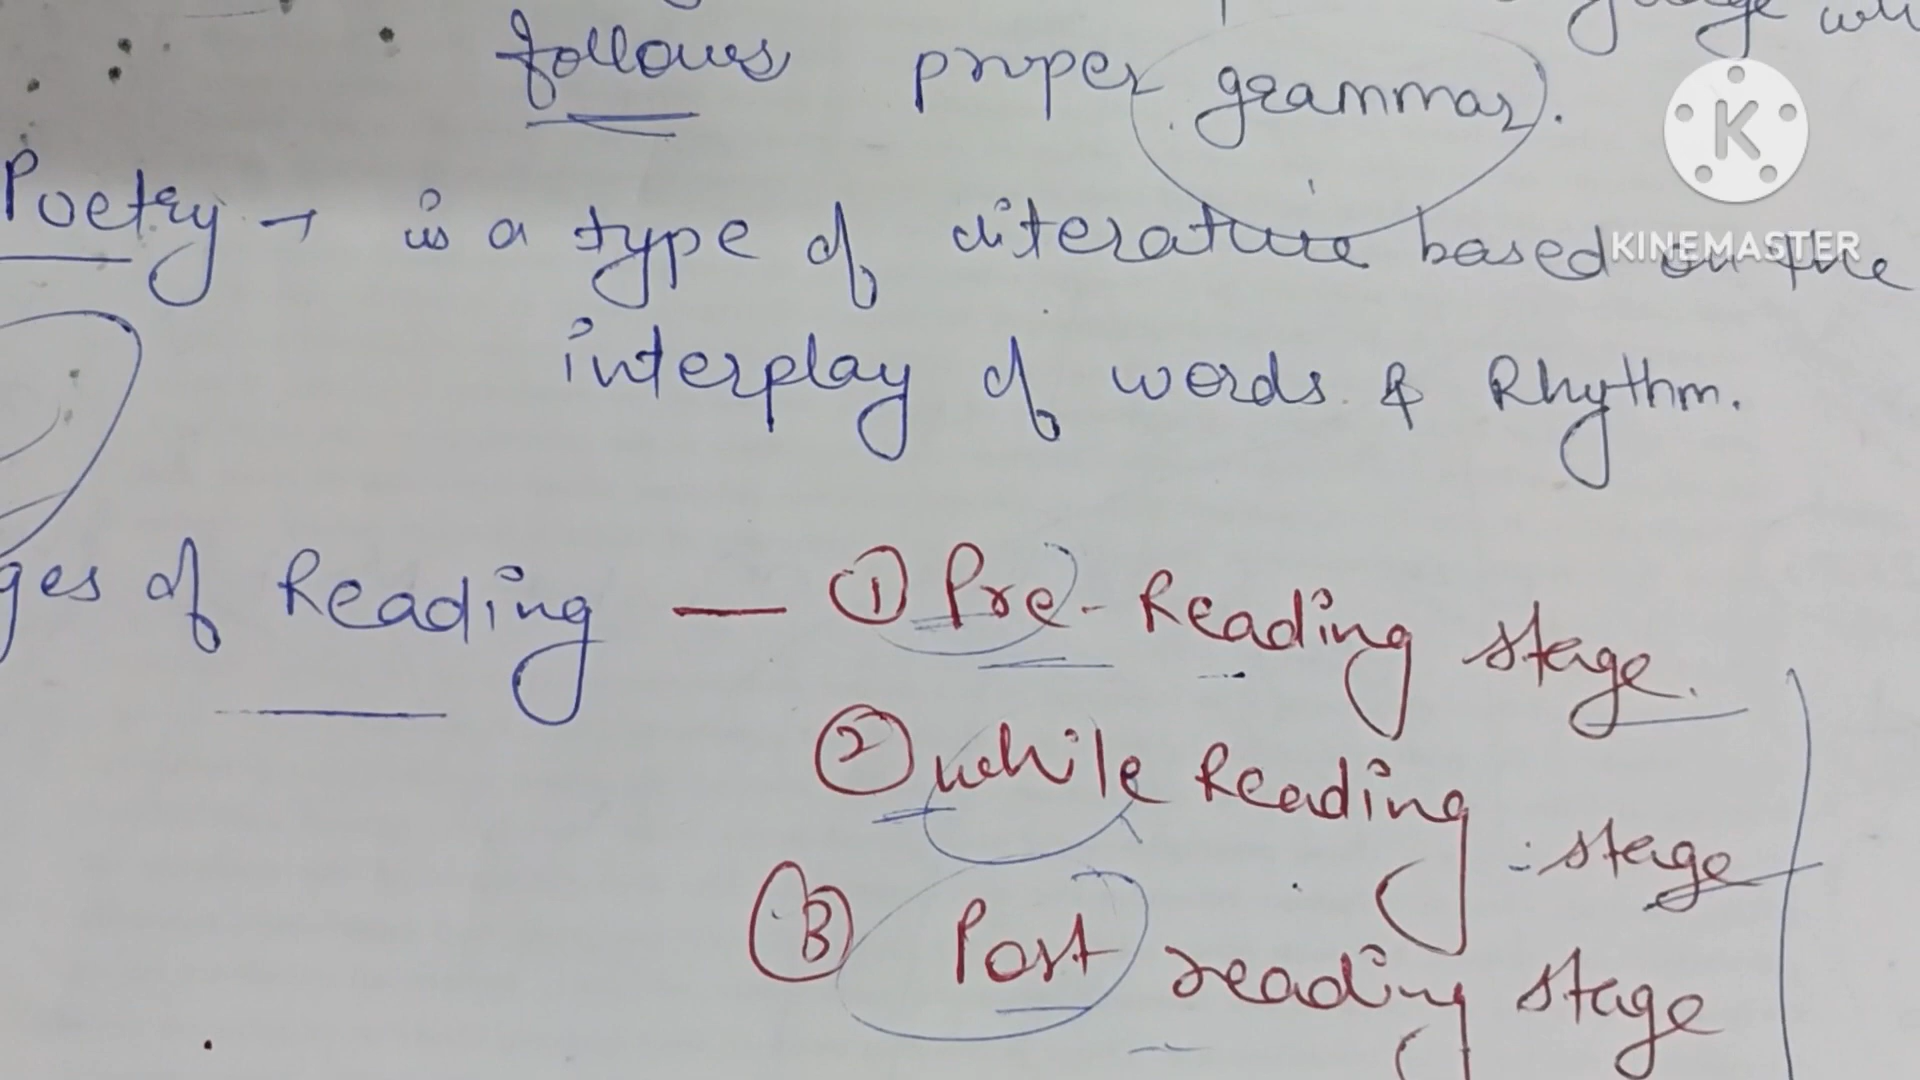 follows proper grammar.
Poetry → is a type of literature based on the
interplay of words & Rhythm.
ges of Reading — ① Pre-Reading stage.
② while Reading stage
③ Post reading stage
K
KINEMASTER